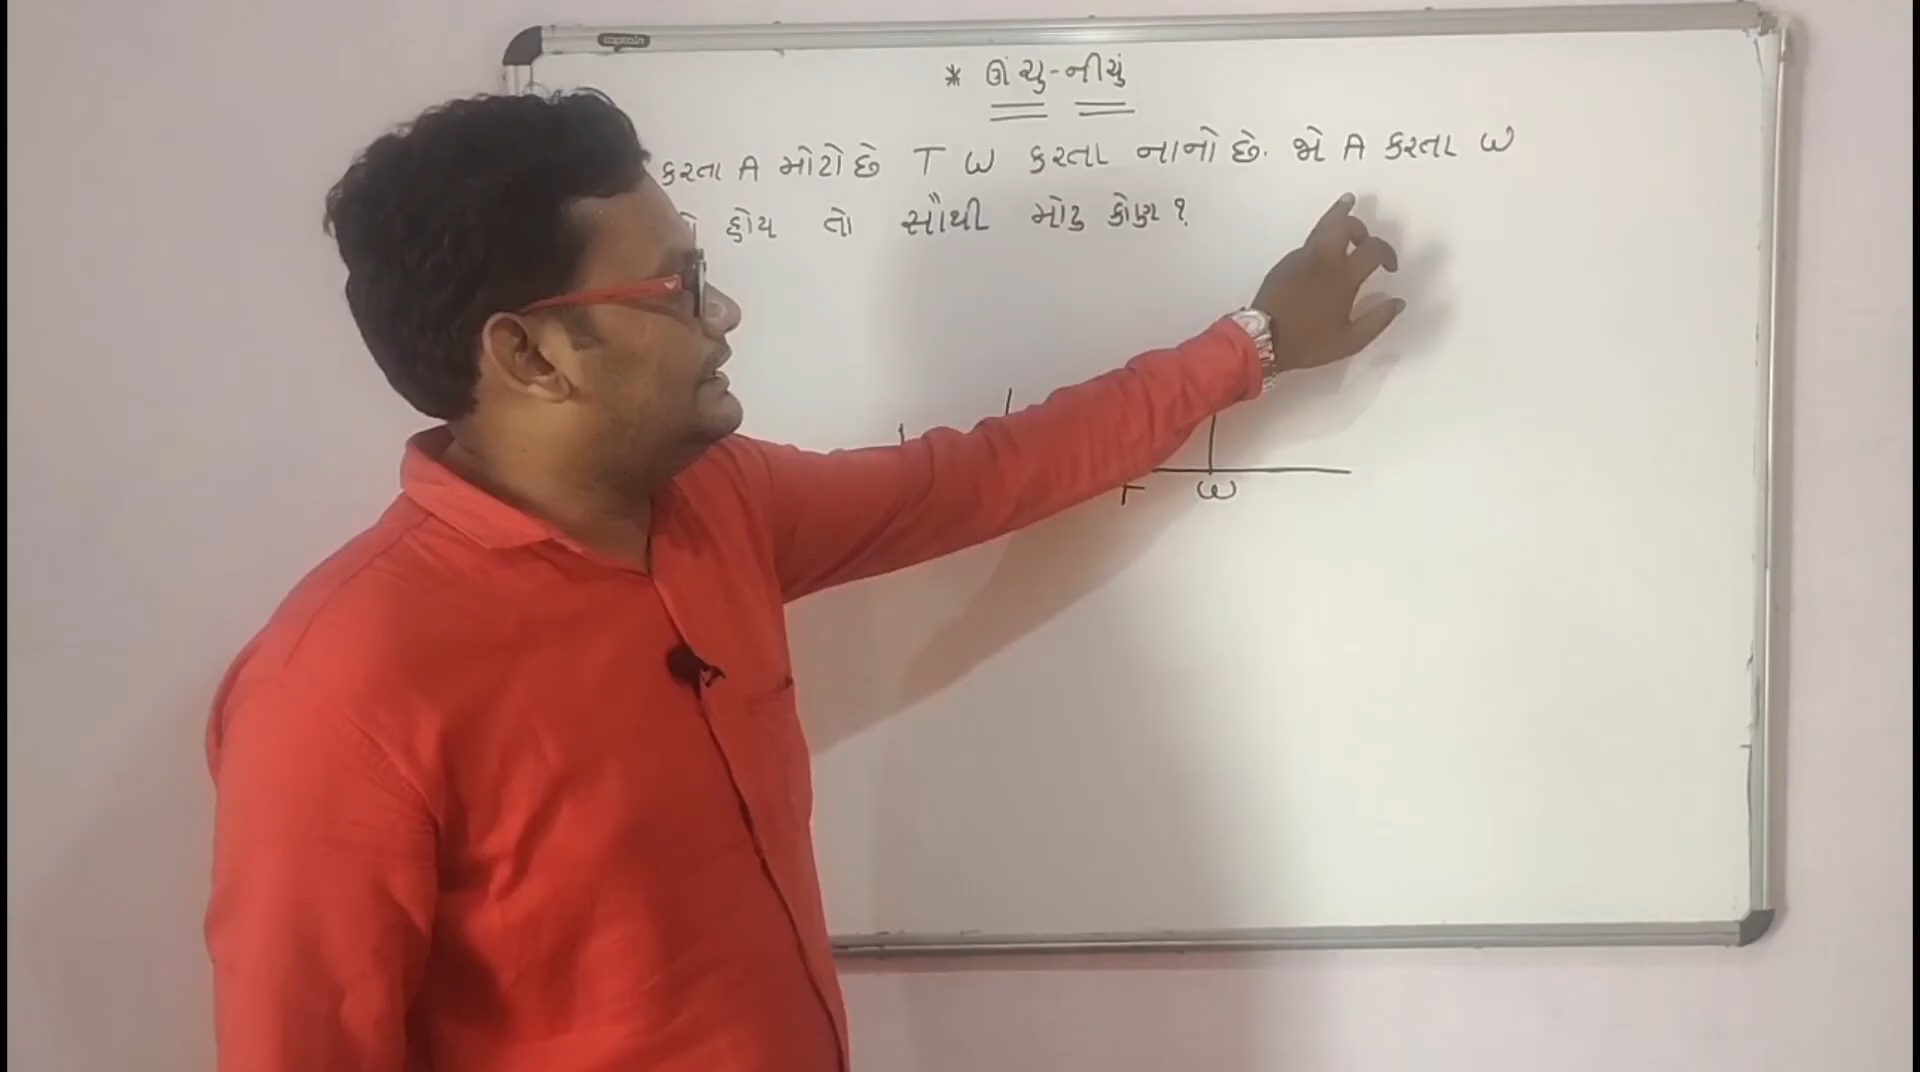 * ઊંચુ-નીચું
કરતા A મોટો છે T W કરતા નાનો છે. જો A કરતા W
હોય તો સૌથી મોટુ કોણ ?
T W